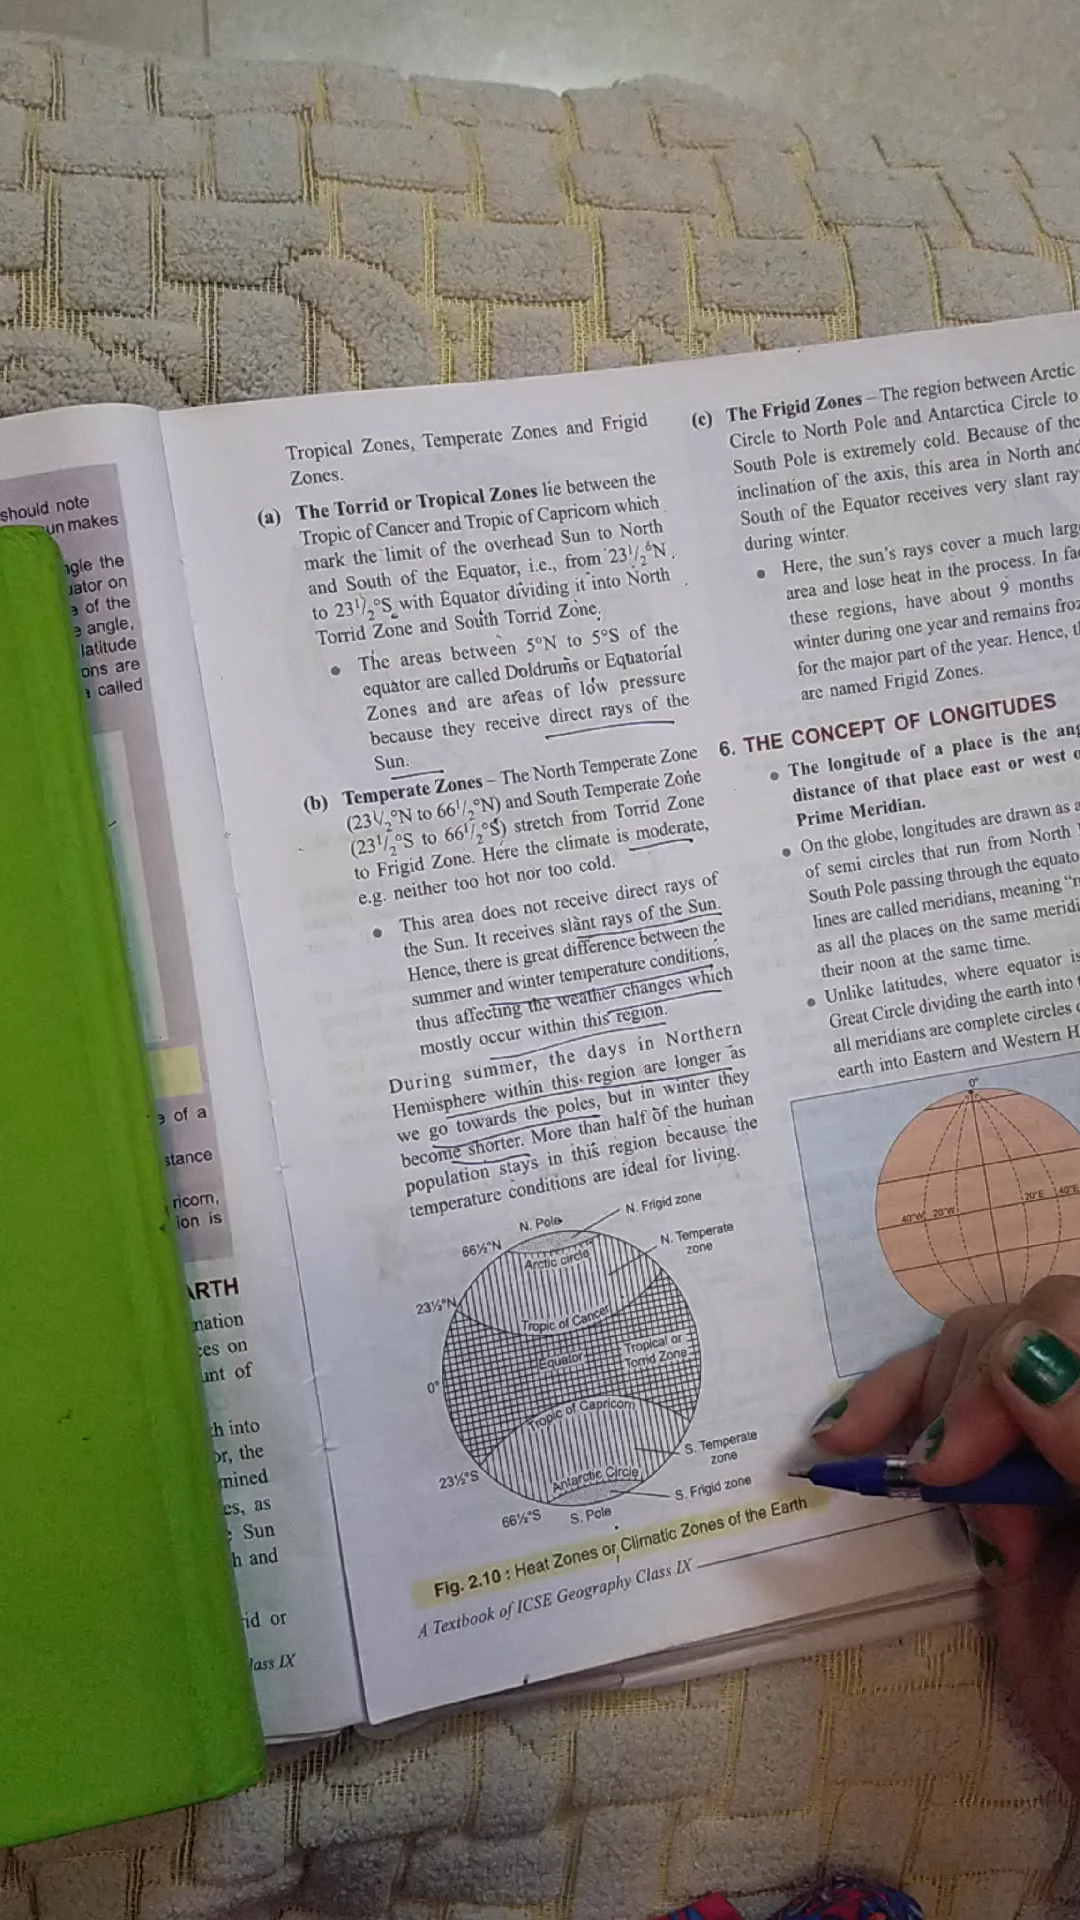 should note
un makes
ngle the
uator on
of the
angle,
latitude
ons are
called
e of a
stance
ricorn,
ion is
ARTH
nation
ces on
unt of
h into
or, the
mined
es, as
Sun
h and
id or
lass IX
Tropical Zones, Temperate Zones and Frigid
Zones.
(a) The Torrid or Tropical Zones lie between the
Tropic of Cancer and Tropic of Capricorn which
mark the limit of the overhead Sun to North
and South of the Equator, i.e., from 23½°N
to 23½°S with Equator dividing it into North
Torrid Zone and South Torrid Zone.
• The areas between 5°N to 5°S of the
equator are called Doldrums or Equatorial
Zones and are areas of low pressure
because they receive direct rays of the
Sun.
(b) Temperate Zones – The North Temperate Zone
(23½°N to 66½°N) and South Temperate Zone
(23½°S to 66½°S) stretch from Torrid Zone
to Frigid Zone. Here the climate is moderate,
e.g. neither too hot nor too cold.
• This area does not receive direct rays of
the Sun. It receives slant rays of the Sun.
Hence, there is great difference between the
summer and winter temperature conditions,
thus affecting the weather changes which
mostly occur within this region.
During summer, the days in Northern
Hemisphere within this region are longer as
we go towards the poles, but in winter they
become shorter. More than half of the human
population stays in this region because the
temperature conditions are ideal for living.
N. Pole
N. Frigid zone
66½°N
Arctic circle
N. Temperate
zone
23½°N
Tropic of Cancer
Equator
Tropical or
Torrid Zone
0°
Tropic of Capricorn
S. Temperate
zone
23½°S
Antarctic Circle
S. Frigid zone
66½°S
S. Pole
Fig. 2.10 : Heat Zones or Climatic Zones of the Earth
A Textbook of ICSE Geography Class IX
(c) The Frigid Zones – The region between Arctic
Circle to North Pole and Antarctica Circle to
South Pole is extremely cold. Because of the
inclination of the axis, this area in North and
South of the Equator receives very slant ray
during winter.
• Here, the sun's rays cover a much larg
area and lose heat in the process. In fa
these regions, have about 9 months
winter during one year and remains froz
for the major part of the year. Hence, t
are named Frigid Zones.
6. THE CONCEPT OF LONGITUDES
• The longitude of a place is the ang
distance of that place east or west o
Prime Meridian.
• On the globe, longitudes are drawn as a
of semi circles that run from North
South Pole passing through the equato
lines are called meridians, meaning
as all the places on the same meridi
their noon at the same time.
• Unlike latitudes, where equator is
Great Circle dividing the earth into
all meridians are complete circles
earth into Eastern and Western H
0°
40°W 20°W 20°E 40°E